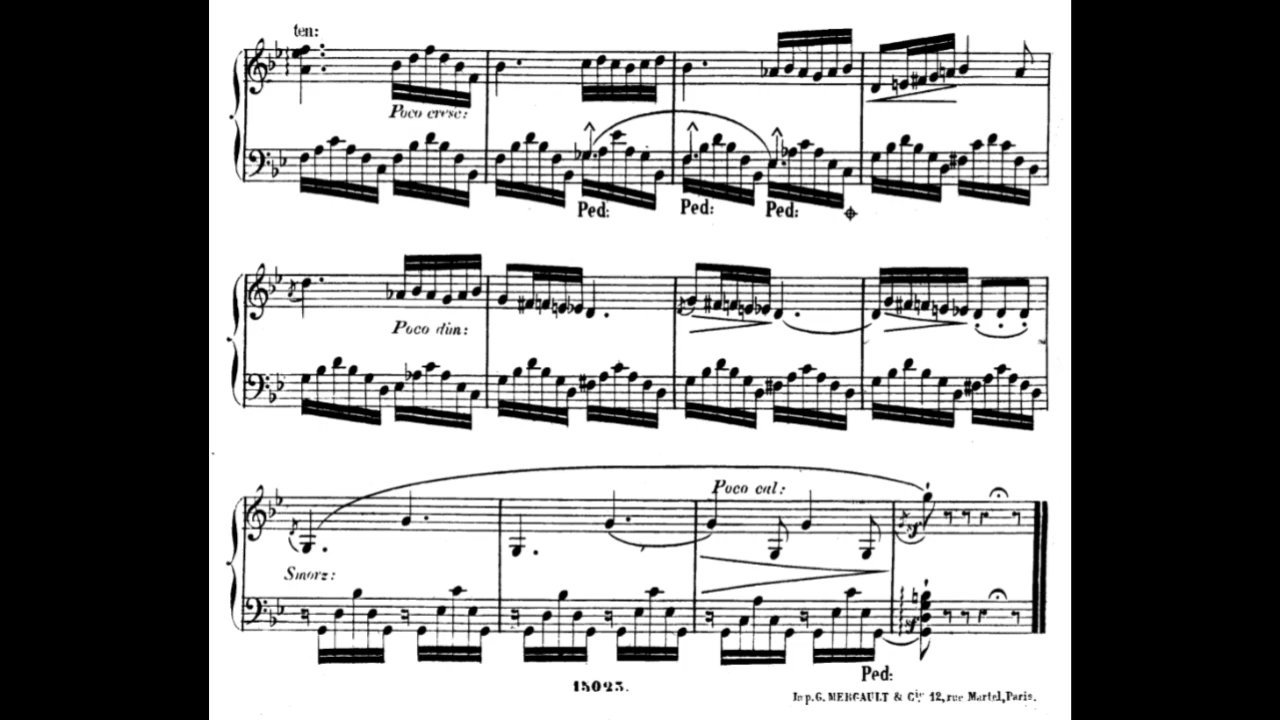 ten:
Poco cresc:
Ped: Ped: Ped:
Poco dim:
Poco cal:
Smorz:
Ped:
15023.
Imp. G. MERGAULT & Cie 12, rue Martel, Paris.